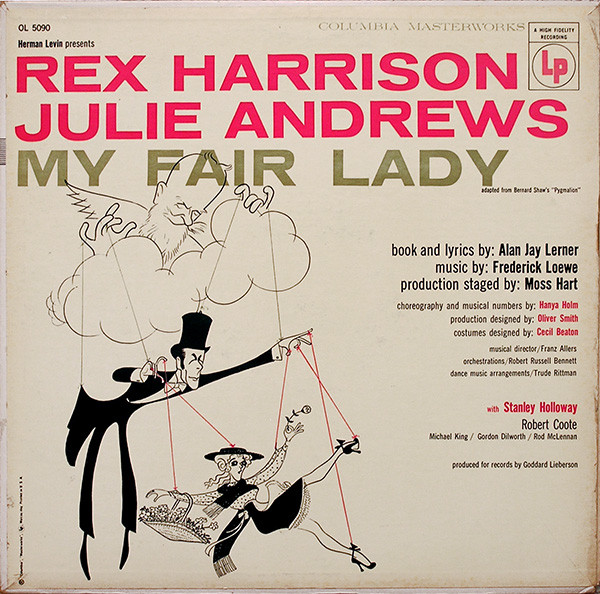 OL 5090
COLUMBIA MASTERWORKS
A HIGH FIDELITY
RECORDING
Lp
Herman Levin presents
REX HARRISON
JULIE ANDREWS
MY FAIR LADY
adapted from Bernard Shaw's "Pygmalion"
book and lyrics by: Alan Jay Lerner
music by: Frederick Loewe
production staged by: Moss Hart
choreography and musical numbers by: Hanya Holm
production designed by: Oliver Smith
costumes designed by: Cecil Beaton
musical director/Franz Allers
orchestrations/Robert Russell Bennett
dance music arrangements/Trude Rittman
with Stanley Holloway
Robert Coote
Michael King / Gordon Dilworth / Rod McLennan
produced for records by Goddard Lieberson